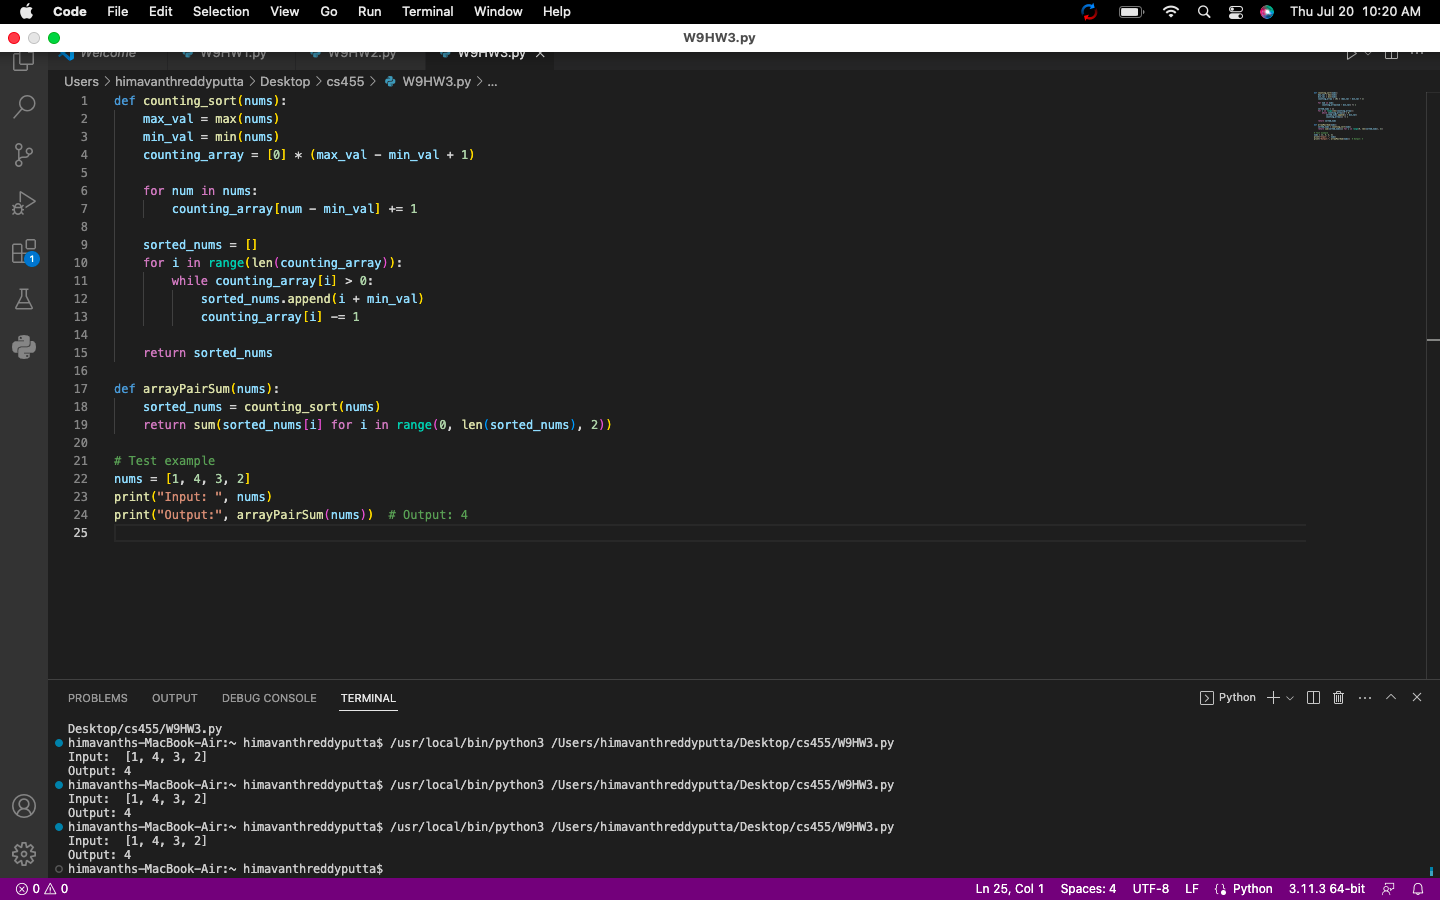 Code File Edit Selection View Go Run Terminal Window Help Thu Jul 20 10:20 AM
W9HW3.py
Welcome W9HW1.py W9HW2.py W9HW3.py
Users > himavanthreddyputta > Desktop > cs455 > W9HW3.py > ...
1 def counting_sort(nums):
2 max_val = max(nums)
3 min_val = min(nums)
4 counting_array = [0] * (max_val - min_val + 1)
5
6 for num in nums:
7 counting_array[num - min_val] += 1
8
9 sorted_nums = []
10 for i in range(len(counting_array)):
11 while counting_array[i] > 0:
12 sorted_nums.append(i + min_val)
13 counting_array[i] -= 1
14
15 return sorted_nums
16
17 def arrayPairSum(nums):
18 sorted_nums = counting_sort(nums)
19 return sum(sorted_nums[i] for i in range(0, len(sorted_nums), 2))
20
21 # Test example
22 nums = [1, 4, 3, 2]
23 print("Input: ", nums)
24 print("Output:", arrayPairSum(nums)) # Output: 4
25
1
PROBLEMS OUTPUT DEBUG CONSOLE TERMINAL Python
Desktop/cs455/W9HW3.py
himavanths-MacBook-Air:~ himavanthreddyputta$ /usr/local/bin/python3 /Users/himavanthreddyputta/Desktop/cs455/W9HW3.py
Input: [1, 4, 3, 2]
Output: 4
himavanths-MacBook-Air:~ himavanthreddyputta$ /usr/local/bin/python3 /Users/himavanthreddyputta/Desktop/cs455/W9HW3.py
Input: [1, 4, 3, 2]
Output: 4
himavanths-MacBook-Air:~ himavanthreddyputta$ /usr/local/bin/python3 /Users/himavanthreddyputta/Desktop/cs455/W9HW3.py
Input: [1, 4, 3, 2]
Output: 4
himavanths-MacBook-Air:~ himavanthreddyputta$
0 0 Ln 25, Col 1 Spaces: 4 UTF-8 LF Python 3.11.3 64-bit